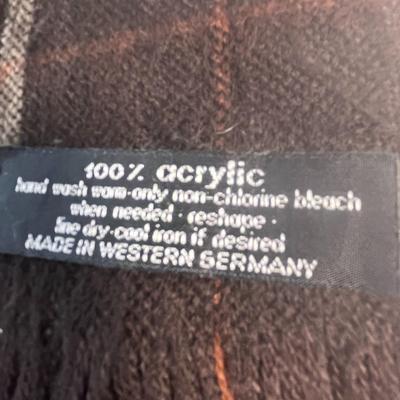 100% acrylic
hand wash warm-only non-chlorine bleach
when needed · reshape ·
line dry-cool iron if desired
MADE IN WESTERN GERMANY